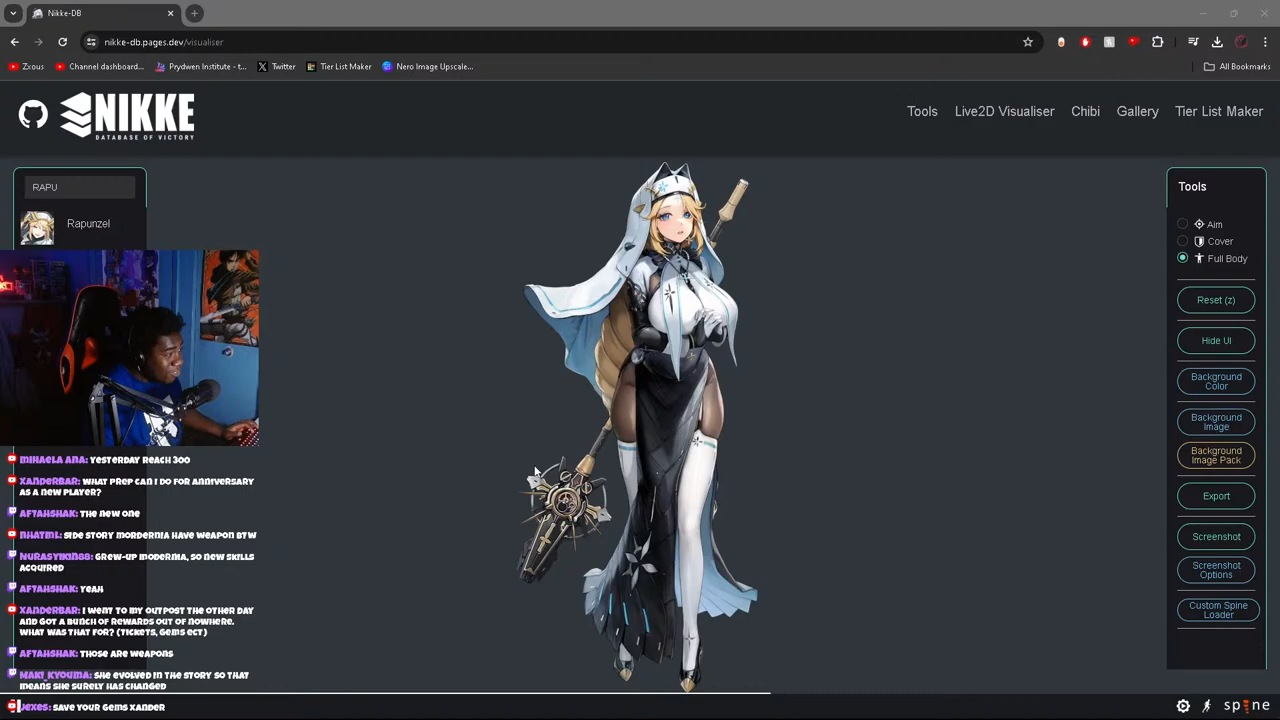 Nikke-DB
nikke-db.pages.dev/visualiser
Zxous
Channel dashboard...
Prydwen Institute - t...
Twitter
Tier List Maker
Nero Image Upscale...
All Bookmarks
NIKKE
DATABASE OF VICTORY
Tools
Live2D Visualiser
Chibi
Gallery
Tier List Maker
RAPU
Rapunzel
Tools
Aim
Cover
Full Body
Reset (z)
Hide UI
Background
Color
Background
Image
Background
Image Pack
Export
Screenshot
Screenshot
Options
Custom Spine
Loader
MIHAELA ANA: YESTERDAY REACH 300
XANDERBAR: WHAT PREP CAN I DO FOR ANNIVERSARY
AS A NEW PLAYER?
AFTAHSHAK: THE NEW ONE
NHATML: SIDE STORY MORDERNIA HAVE WEAPON BTW
NURASYIKIN88: GREW-UP MODERNIA, SO NEW SKILLS
ACQUIRED
AFTAHSHAK: YEAH
XANDERBAR: I WENT TO MY OUTPOST THE OTHER DAY
AND GOT A BUNCH OF REWARDS OUT OF NOWHERE.
WHAT WAS THAT FOR? (TICKETS, GEMS ECT)
AFTAHSHAK: THOSE ARE WEAPONS
MAKI_KYOUMA: SHE EVOLVED IN THE STORY SO THAT
MEANS SHE SURELY HAS CHANGED
JEXES: SAVE YOUR GEMS XANDER
spine